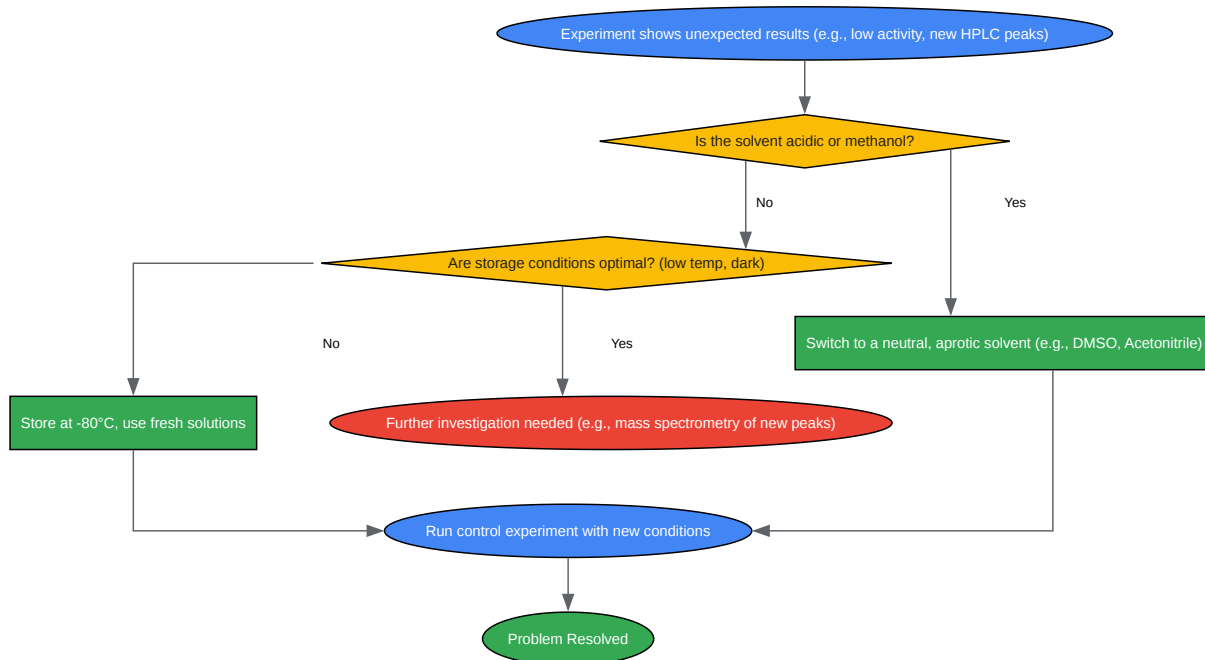 Experiment shows unexpected results (e.g., low activity, new HPLC peaks)
Is the solvent acidic or methanol?
No
Yes
Are storage conditions optimal? (low temp, dark)
No
Yes
Switch to a neutral, aprotic solvent (e.g., DMSO, Acetonitrile)
Store at -80°C, use fresh solutions
Further investigation needed (e.g., mass spectrometry of new peaks)
Run control experiment with new conditions
Problem Resolved